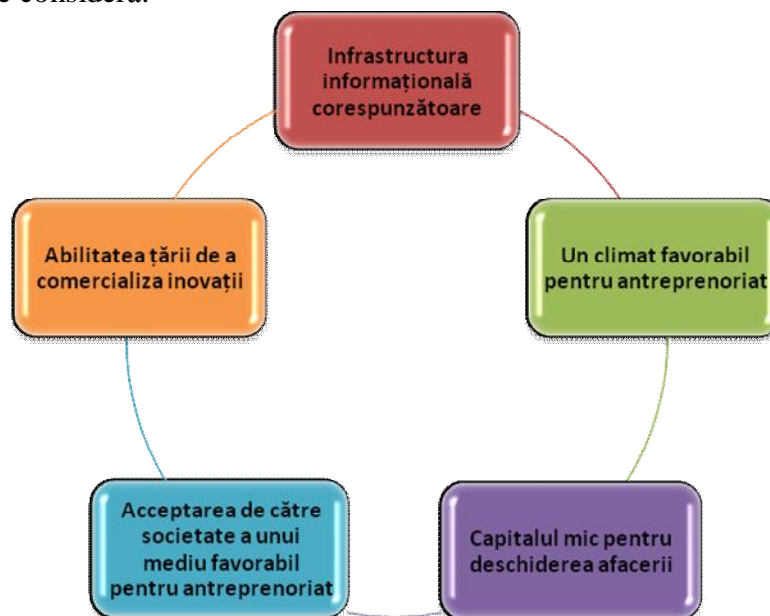 considera:
Infrastructura
informațională
corespunzătoare
Un climat favorabil
pentru antreprenoriat
Capitalul mic pentru
deschiderea afacerii
Acceptarea de către
societate a unui
mediu favorabil
pentru antreprenoriat
Abilitatea țării de a
comercializa inovații